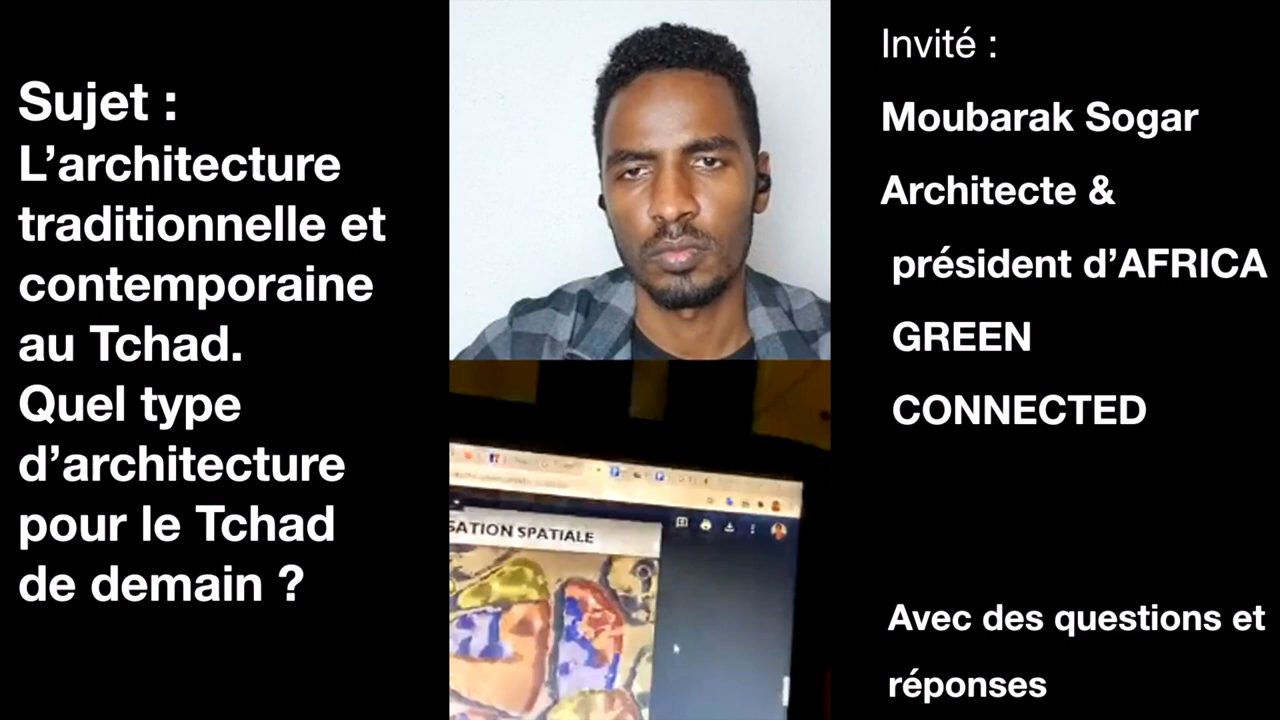 Sujet :
L’architecture
traditionnelle et
contemporaine
au Tchad.
Quel type
d’architecture
pour le Tchad
de demain ?
SATION SPATIALE
Invité :
Moubarak Sogar
Architecte &
président d’AFRICA
GREEN
CONNECTED
Avec des questions et
réponses